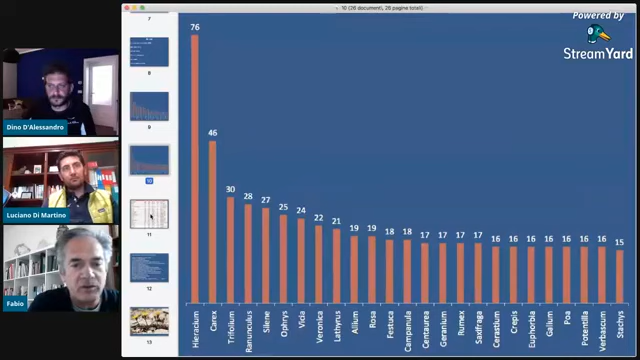 Powered by
StreamYard
10 (26 documenti, 26 pagine totali)
7
8
9
10
11
12
13
Dino D'Alessandro
Luciano Di Martino
Fabio
76
46
30
28
27
25
24
22
21
19
19
18
18
17
17
17
17
16
16
16
16
16
16
16
15
Hieracium
Carex
Trifolium
Ranunculus
Silene
Ophrys
Vicia
Veronica
Lathyrus
Allium
Rosa
Festuca
Campanula
Centaurea
Geranium
Rumex
Saxifraga
Cerastium
Crepis
Euphorbia
Galium
Poa
Potentilla
Verbascum
Stachys